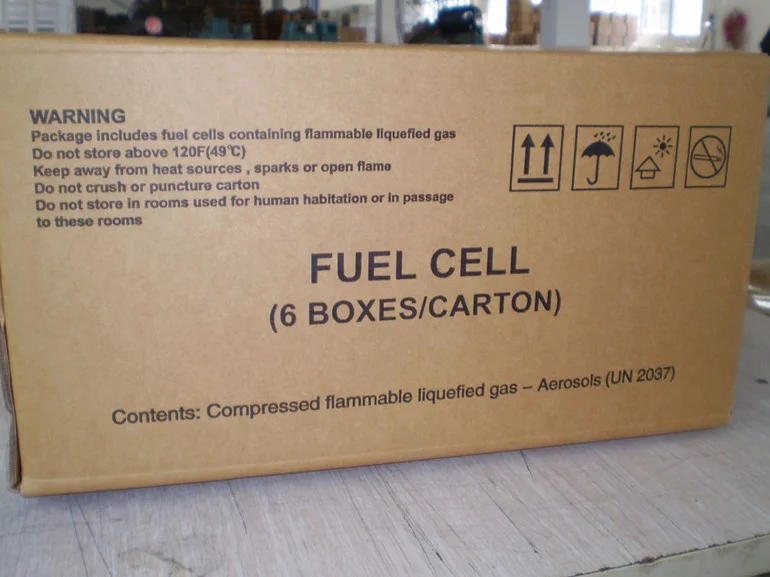 WARNING
Package includes fuel cells containing flammable liquefied gas
Do not store above 120F(49℃)
Keep away from heat sources , sparks or open flame
Do not crush or puncture carton
Do not store in rooms used for human habitation or in passage
to these rooms
FUEL CELL
(6 BOXES/CARTON)
Contents: Compressed flammable liquefied gas – Aerosols (UN 2037)